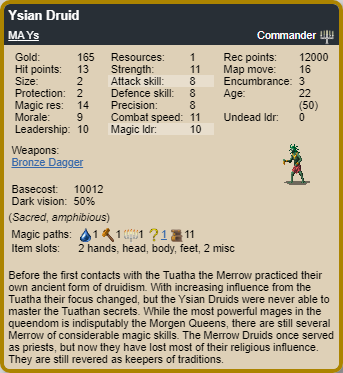 Ysian Druid
MA Ys Commander
Gold: 165 Resources: 1 Rec points: 12000
Hit points: 13 Strength: 11 Map move: 16
Size: 2 Attack skill: 8 Encumbrance: 3
Protection: 2 Defence skill: 8 Age: 22
Magic res: 14 Precision: 8 (50)
Morale: 9 Combat speed: 11 Undead ldr: 0
Leadership: 10 Magic ldr: 10
Weapons:
Bronze Dagger
Basecost: 10012
Dark vision: 50%
(Sacred, amphibious)
Magic paths: 1 1 1 ? 1 11
Item slots: 2 hands, head, body, feet, 2 misc
Before the first contacts with the Tuatha the Merrow practiced their
own ancient form of druidism. With increasing influence from the
Tuatha their focus changed, but the Ysian Druids were never able to
master the Tuathan secrets. While the most powerful mages in the
queendom is indisputably the Morgen Queens, there are still several
Merrow of considerable magic skills. The Merrow Druids once served
as priests, but now they have lost most of their religious influence.
They are still revered as keepers of traditions.